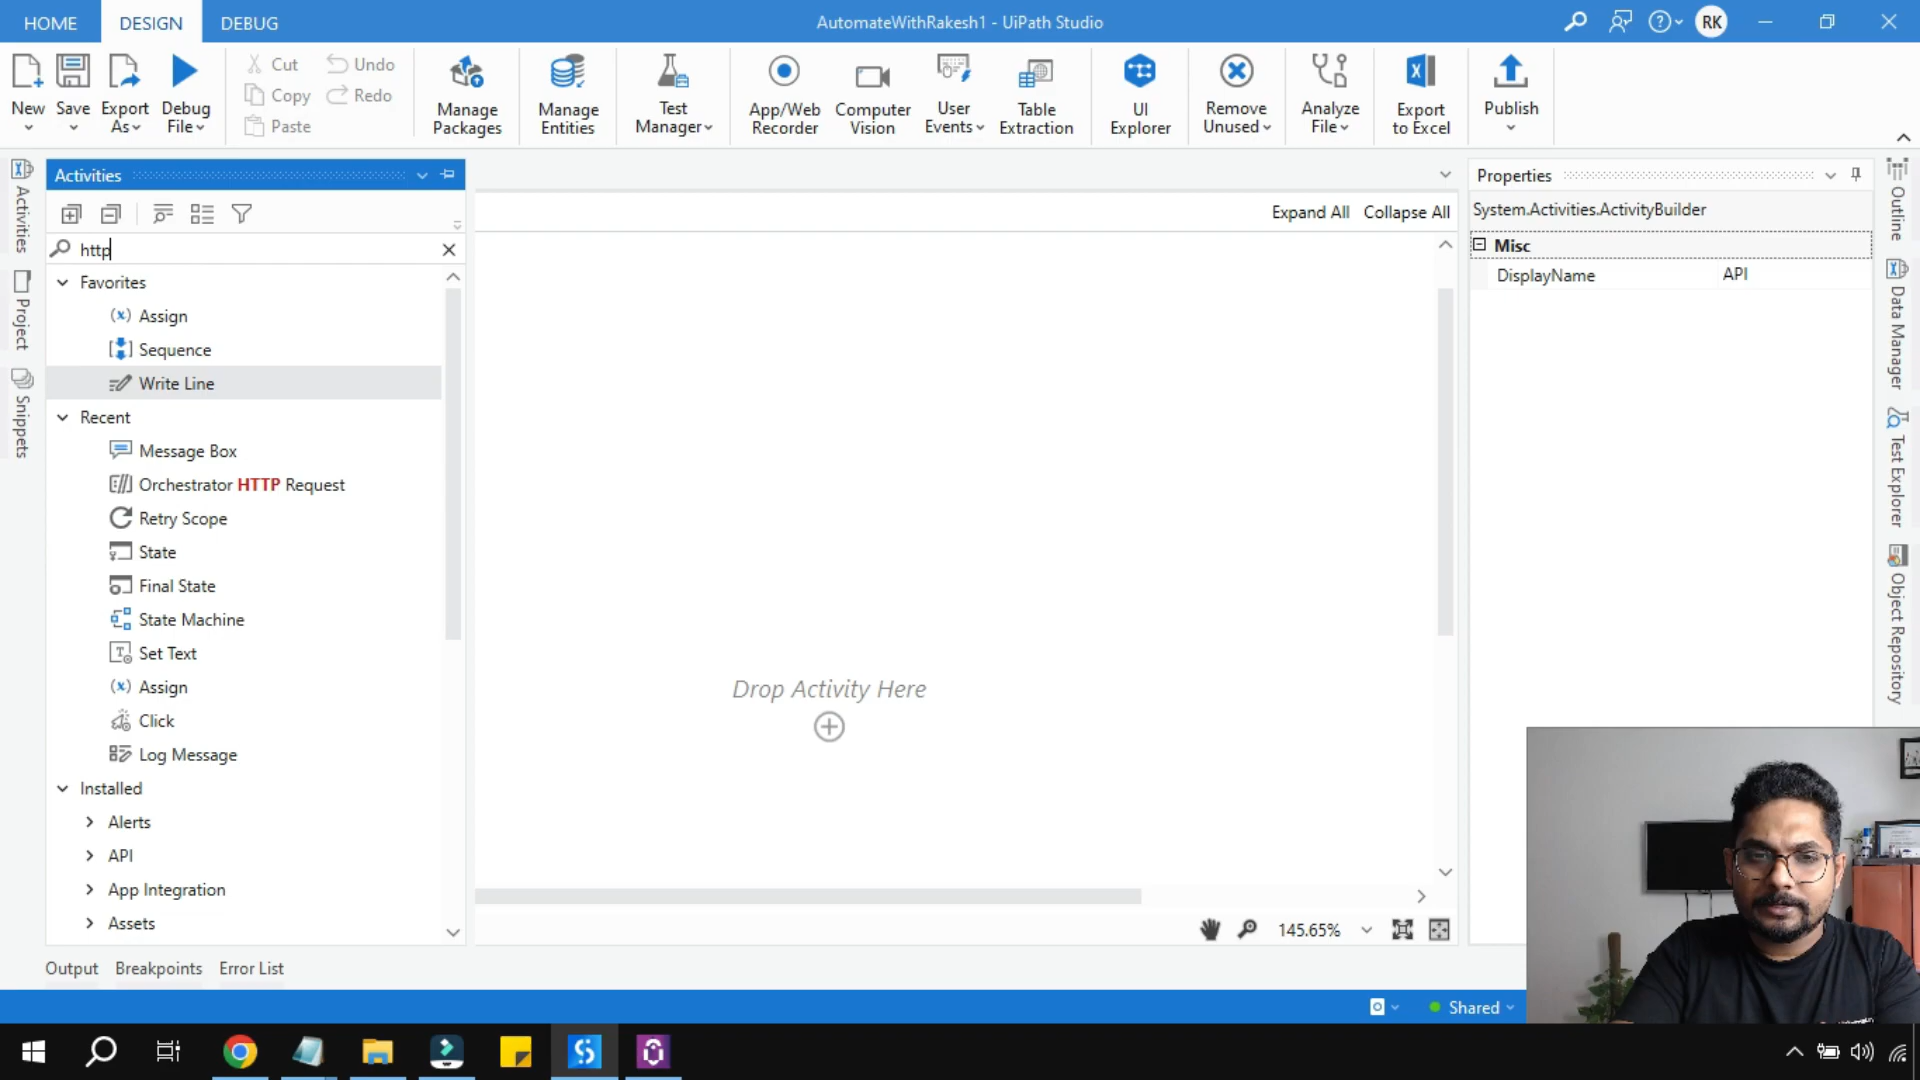 HOME DESIGN DEBUG
AutomateWithRakesh1 - UiPath Studio
RK
New
Save
Export As
Debug File
Cut
Copy
Paste
Undo
Redo
Manage Packages
Manage Entities
Test Manager
App/Web Recorder
Computer Vision
User Events
Table Extraction
UI Explorer
Remove Unused
Analyze File
Export to Excel
Publish
Activities
Project
Snippets
Activities
http
Favorites
Assign
Sequence
Write Line
Recent
Message Box
Orchestrator HTTP Request
Retry Scope
State
Final State
State Machine
Set Text
Assign
Click
Log Message
Installed
Alerts
API
App Integration
Assets
Expand All Collapse All
Drop Activity Here
145.65%
Properties
System.Activities.ActivityBuilder
Misc
DisplayName API
Outline
Data Manager
Test Explorer
Object Repository
Output Breakpoints Error List
Shared